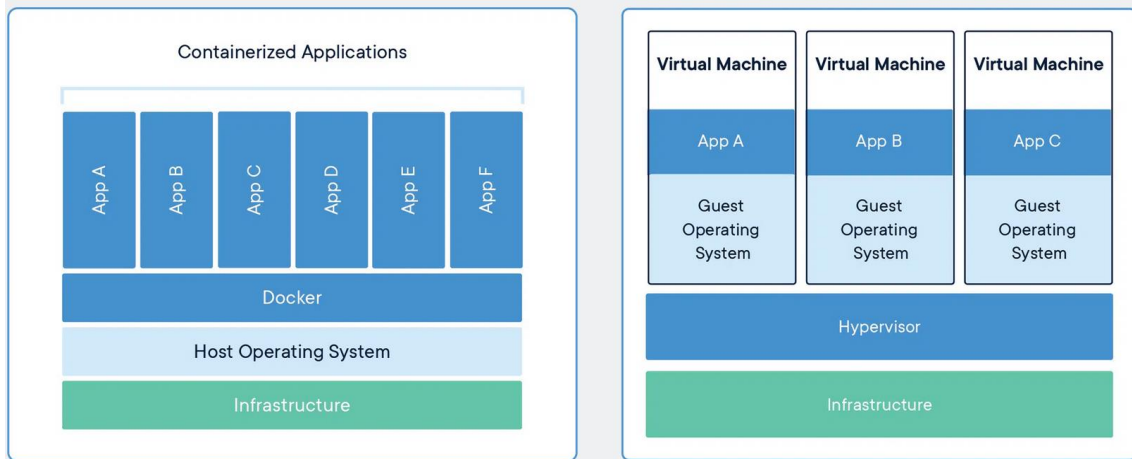 Containerized Applications
App A
App B
App C
App D
App E
App F
Docker
Host Operating System
Infrastructure
Virtual Machine
App A
Guest
Operating
System
Virtual Machine
App B
Guest
Operating
System
Virtual Machine
App C
Guest
Operating
System
Hypervisor
Infrastructure